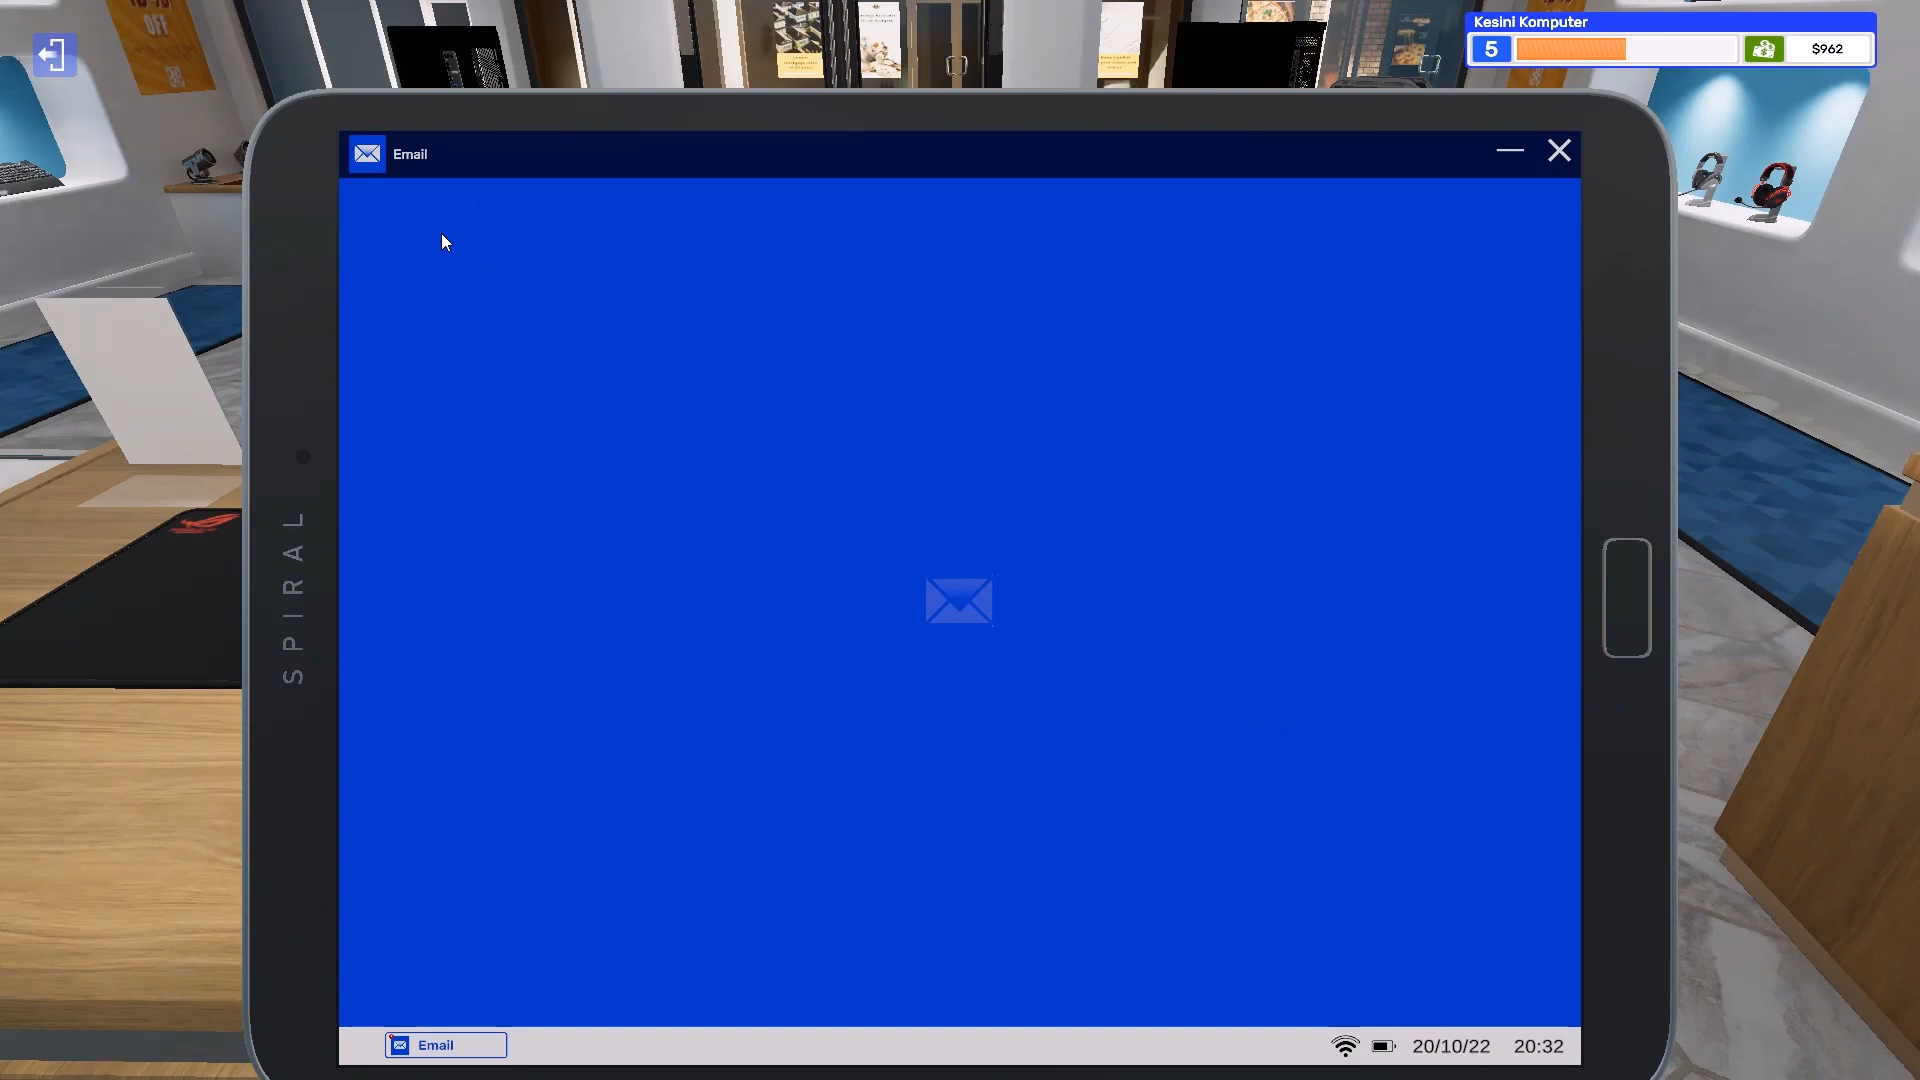 OFF
Kesini Komputer
5
$962
Email
SPIRAL
Email
20/10/22
20:32